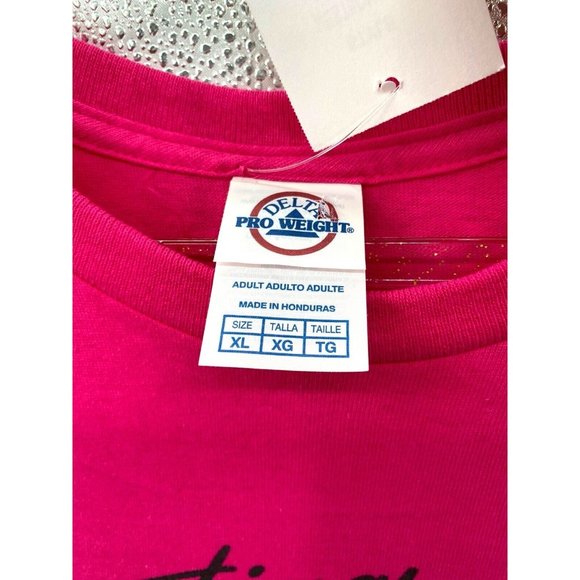 DELTA
PRO WEIGHT®
ADULT ADULTO ADULTE
MADE IN HONDURAS
SIZE TALLA TAILLE
XL XG TG